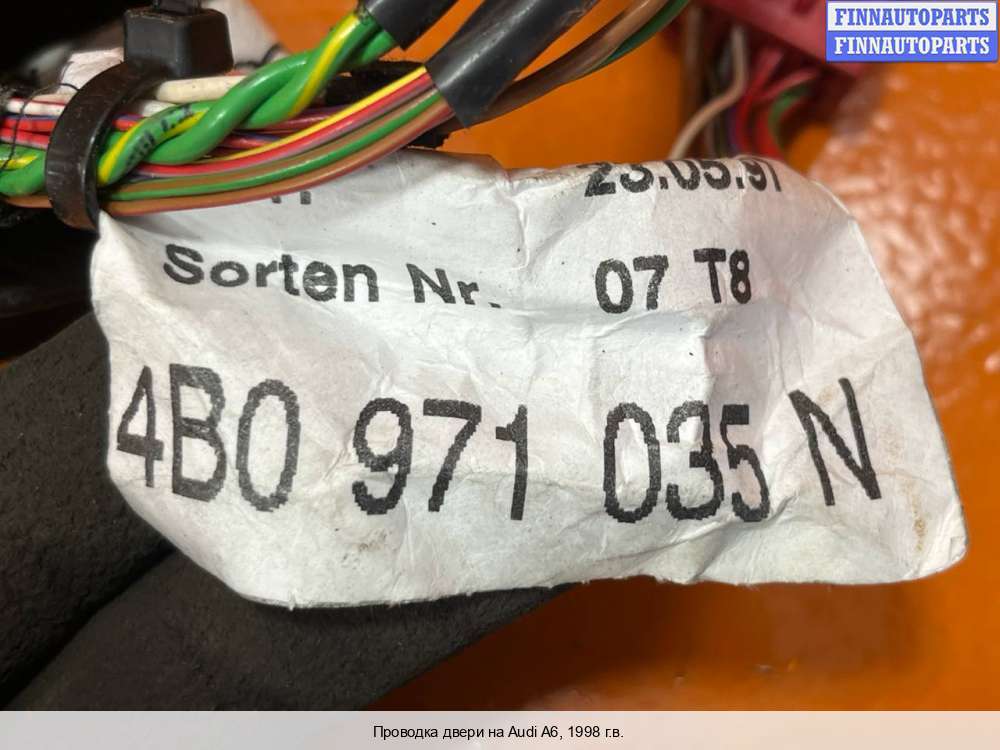 FINNAUTOPARTS
FINNAUTOPARTS
Sorten Nr. 07 T8
4B0 971 035 N
Проводка двери на Audi A6, 1998 г.в.